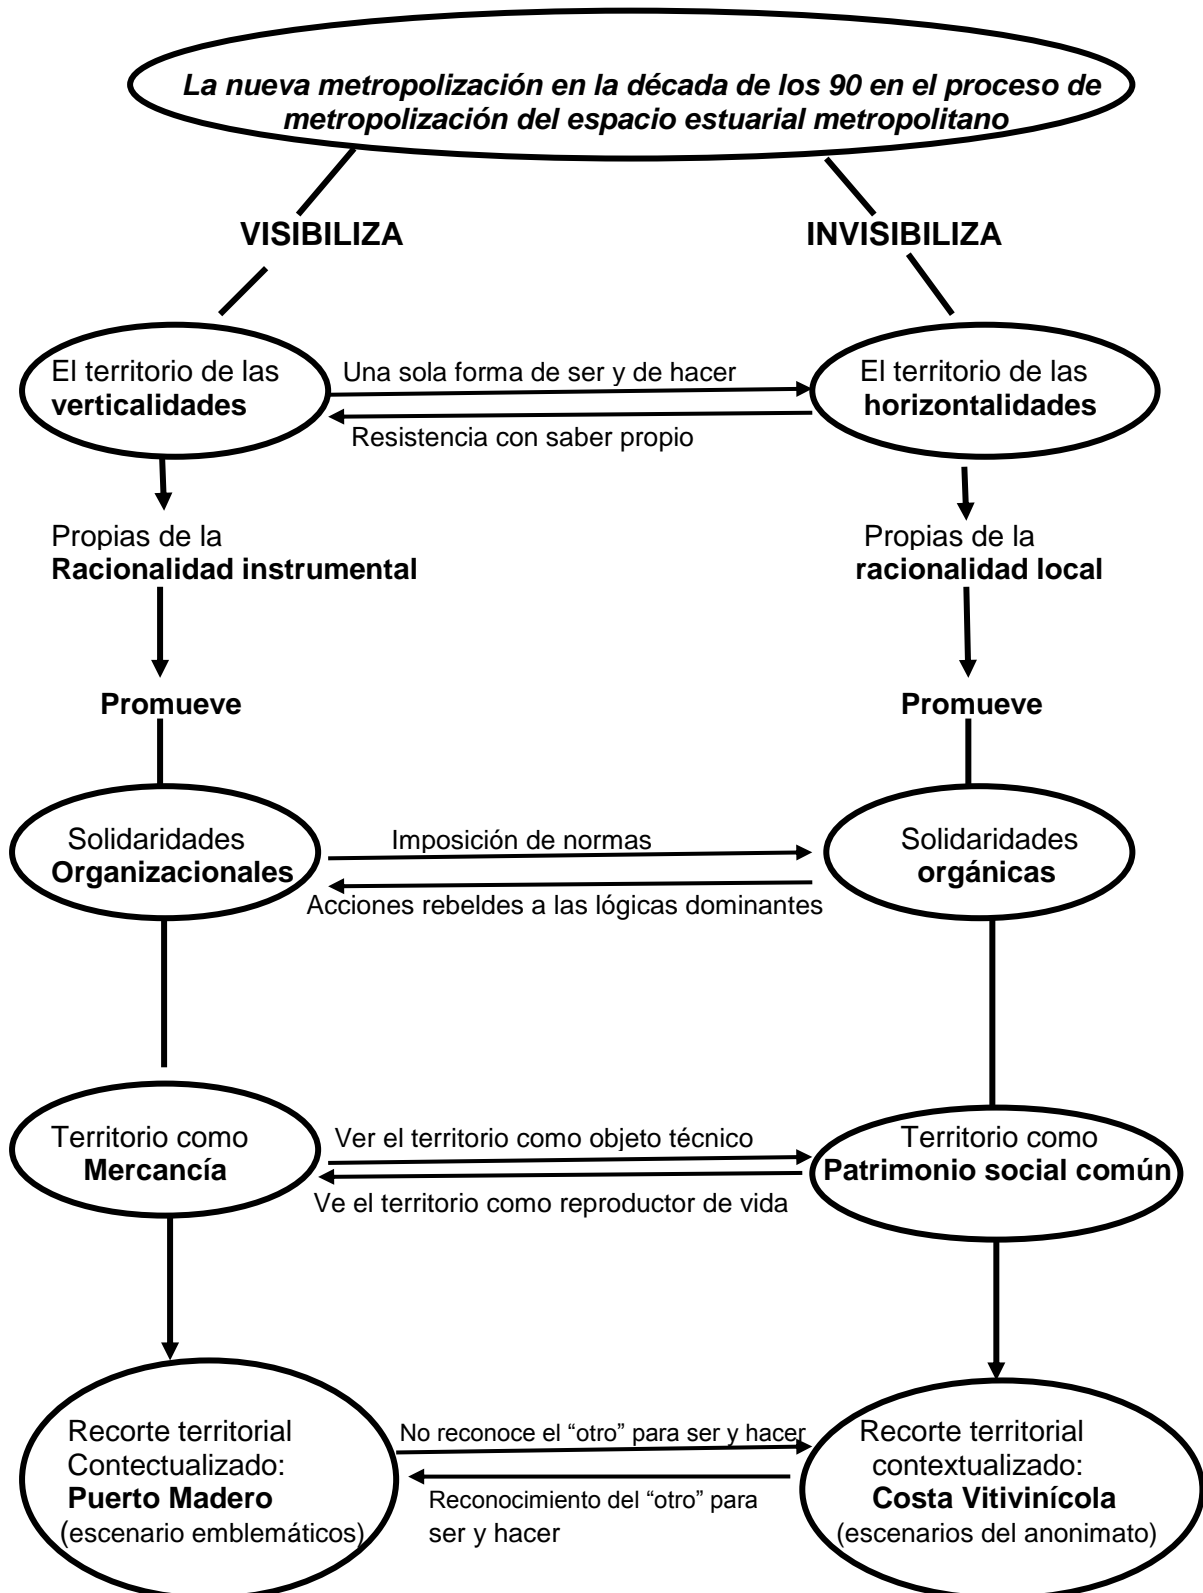 La nueva metropolización en la década de los 90 en el proceso de
metropolización del espacio estuarial metropolitano
VISIBILIZA
INVISIBILIZA
El territorio de las
verticalidades
Una sola forma de ser y de hacer
Resistencia con saber propio
El territorio de las
horizontalidades
Propias de la
Racionalidad instrumental
Propias de la
racionalidad local
Promueve
Promueve
Solidaridades
Organizacionales
Imposición de normas
Acciones rebeldes a las lógicas dominantes
Solidaridades
orgánicas
Territorio como
Mercancía
Ver el territorio como objeto técnico
Ve el territorio como reproductor de vida
Territorio como
Patrimonio social común
Recorte territorial
Contectualizado:
Puerto Madero
(escenario emblemáticos)
No reconoce el “otro” para ser y hacer
Reconocimiento del “otro” para
ser y hacer
Recorte territorial
contextualizado:
Costa Vitivinícola
(escenarios del anonimato)